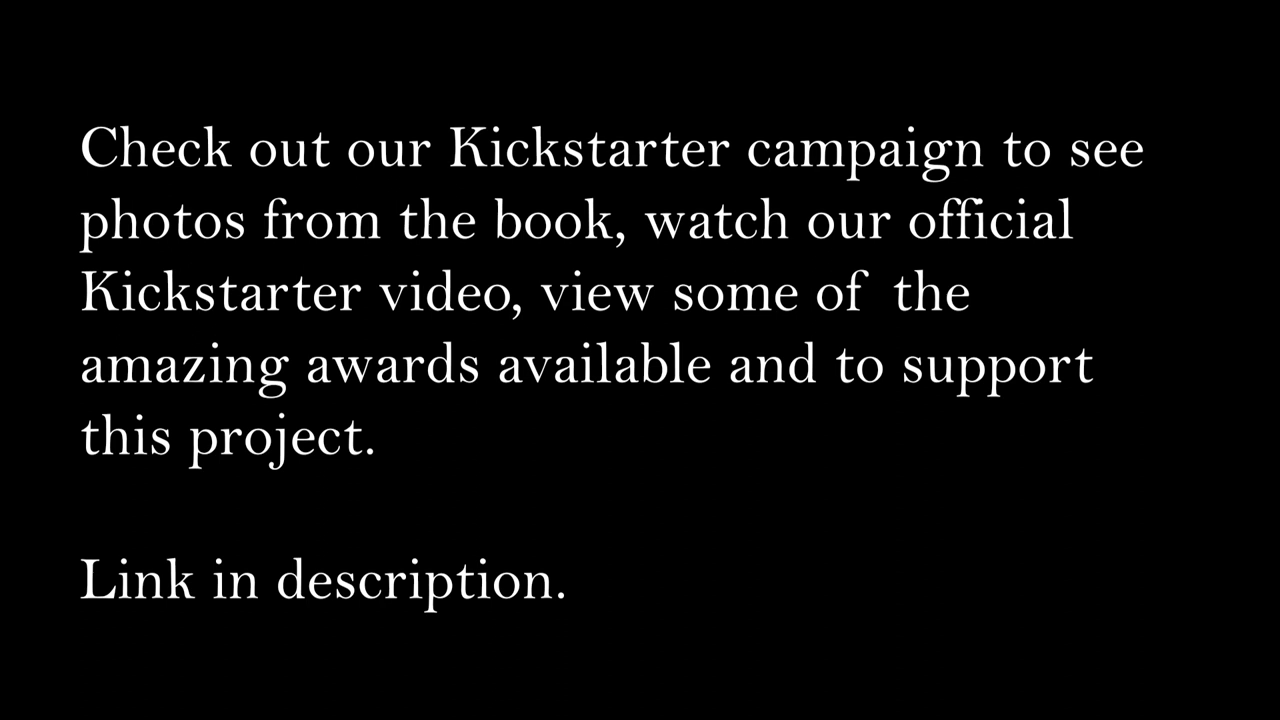 Check out our Kickstarter campaign to see
photos from the book, watch our official
Kickstarter video, view some of the
amazing awards available and to support
this project.
Link in description.